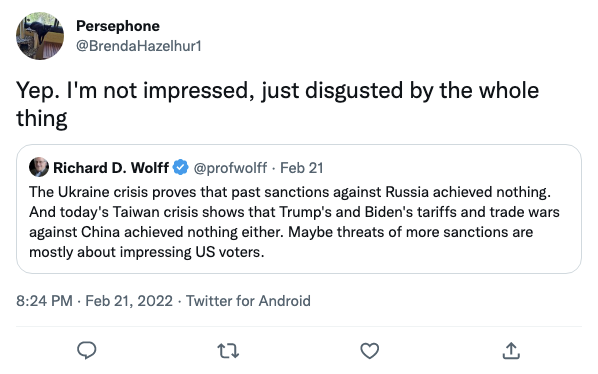 Persephone
@BrendaHazelhur1
Yep. I'm not impressed, just disgusted by the whole
thing
Richard D. Wolff @profwolff · Feb 21
The Ukraine crisis proves that past sanctions against Russia achieved nothing.
And today's Taiwan crisis shows that Trump's and Biden's tariffs and trade wars
against China achieved nothing either. Maybe threats of more sanctions are
mostly about impressing US voters.
8:24 PM · Feb 21, 2022 · Twitter for Android